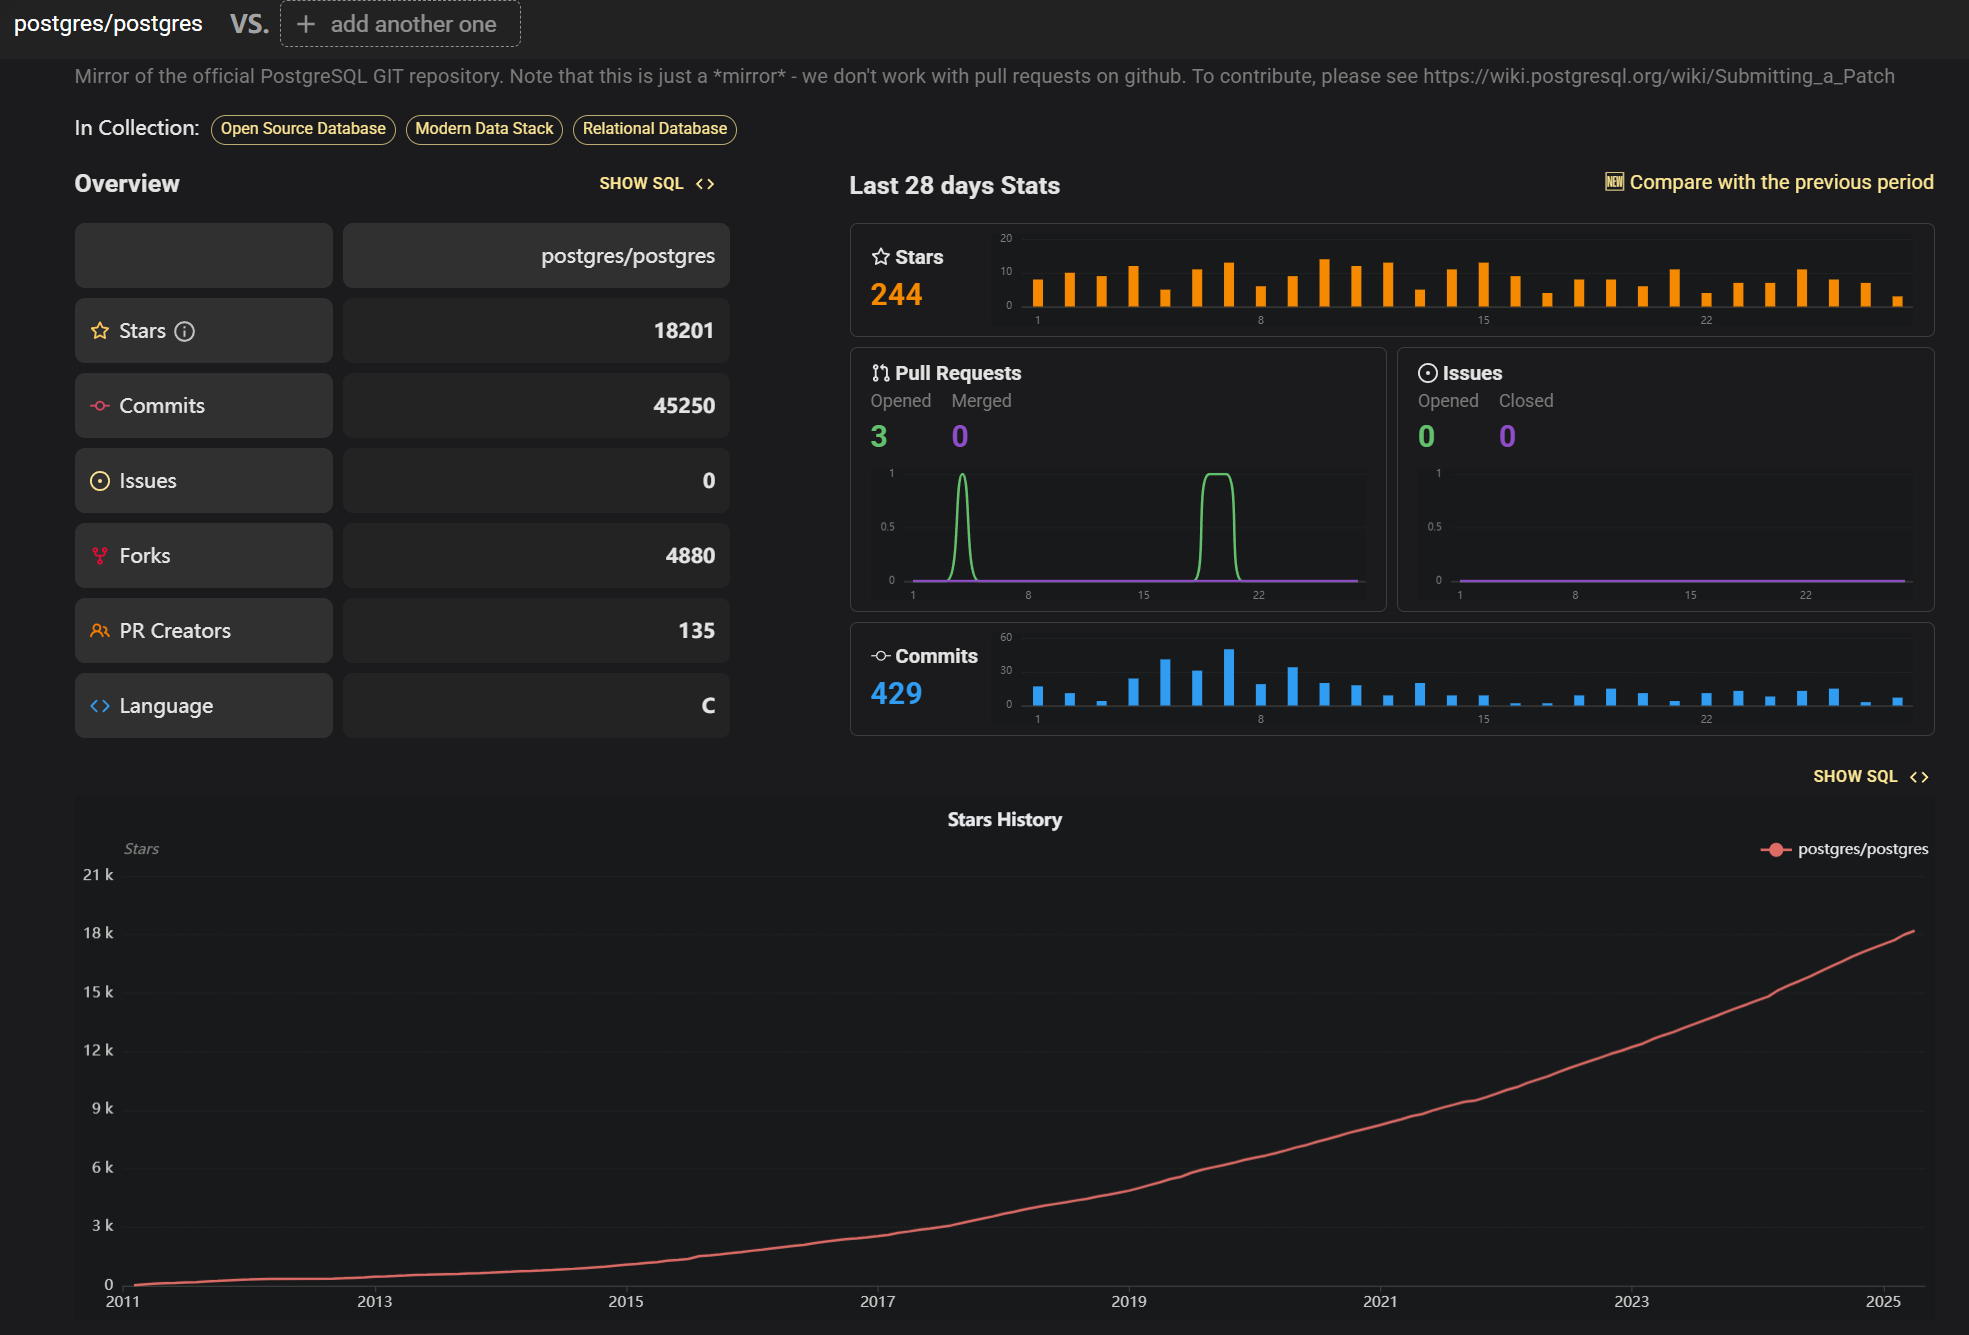 postgres/postgres VS. + add another one
Mirror of the official PostgreSQL GIT repository. Note that this is just a *mirror* - we don't work with pull requests on github. To contribute, please see https://wiki.postgresql.org/wiki/Submitting_a_Patch
In Collection: Open Source Database Modern Data Stack Relational Database
Overview SHOW SQL <>
postgres/postgres
Stars 18201
Commits 45250
Issues 0
Forks 4880
PR Creators 135
Language C
Last 28 days Stats NEW Compare with the previous period
Stars
244
20
10
0
1 8 15 22
Pull Requests
Opened Merged
3 0
1
0.5
0
1 8 15 22
Issues
Opened Closed
0 0
1
0.5
0
1 8 15 22
Commits
429
60
30
0
1 8 15 22
SHOW SQL <>
Stars History
Stars
postgres/postgres
21 k
18 k
15 k
12 k
9 k
6 k
3 k
0
2011 2013 2015 2017 2019 2021 2023 2025